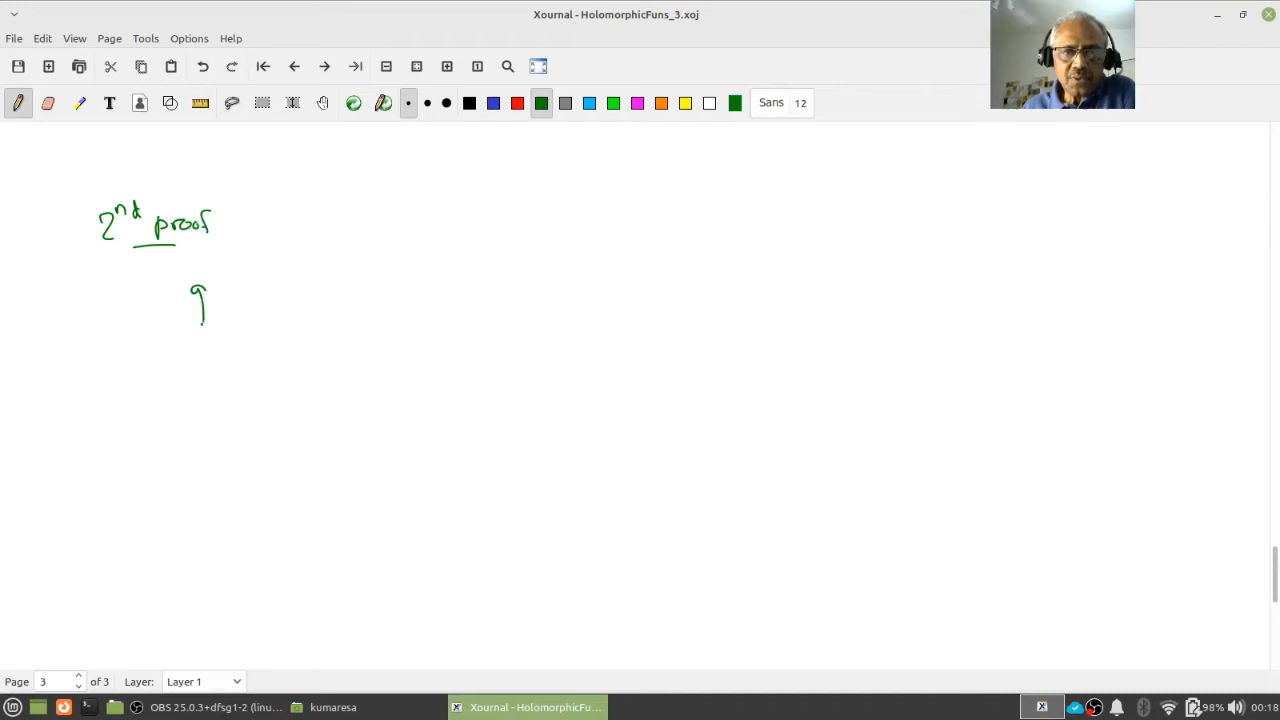 Xournal - HolomorphicFuns_3.xoj
File Edit View Page Tools Options Help
Sans 12
2nd proof
Page 3 of 3 Layer: Layer 1
OBS 25.0.3+dfsg1-2 (linu... kumaresa Xournal - HolomorphicFu... 98% 00:18